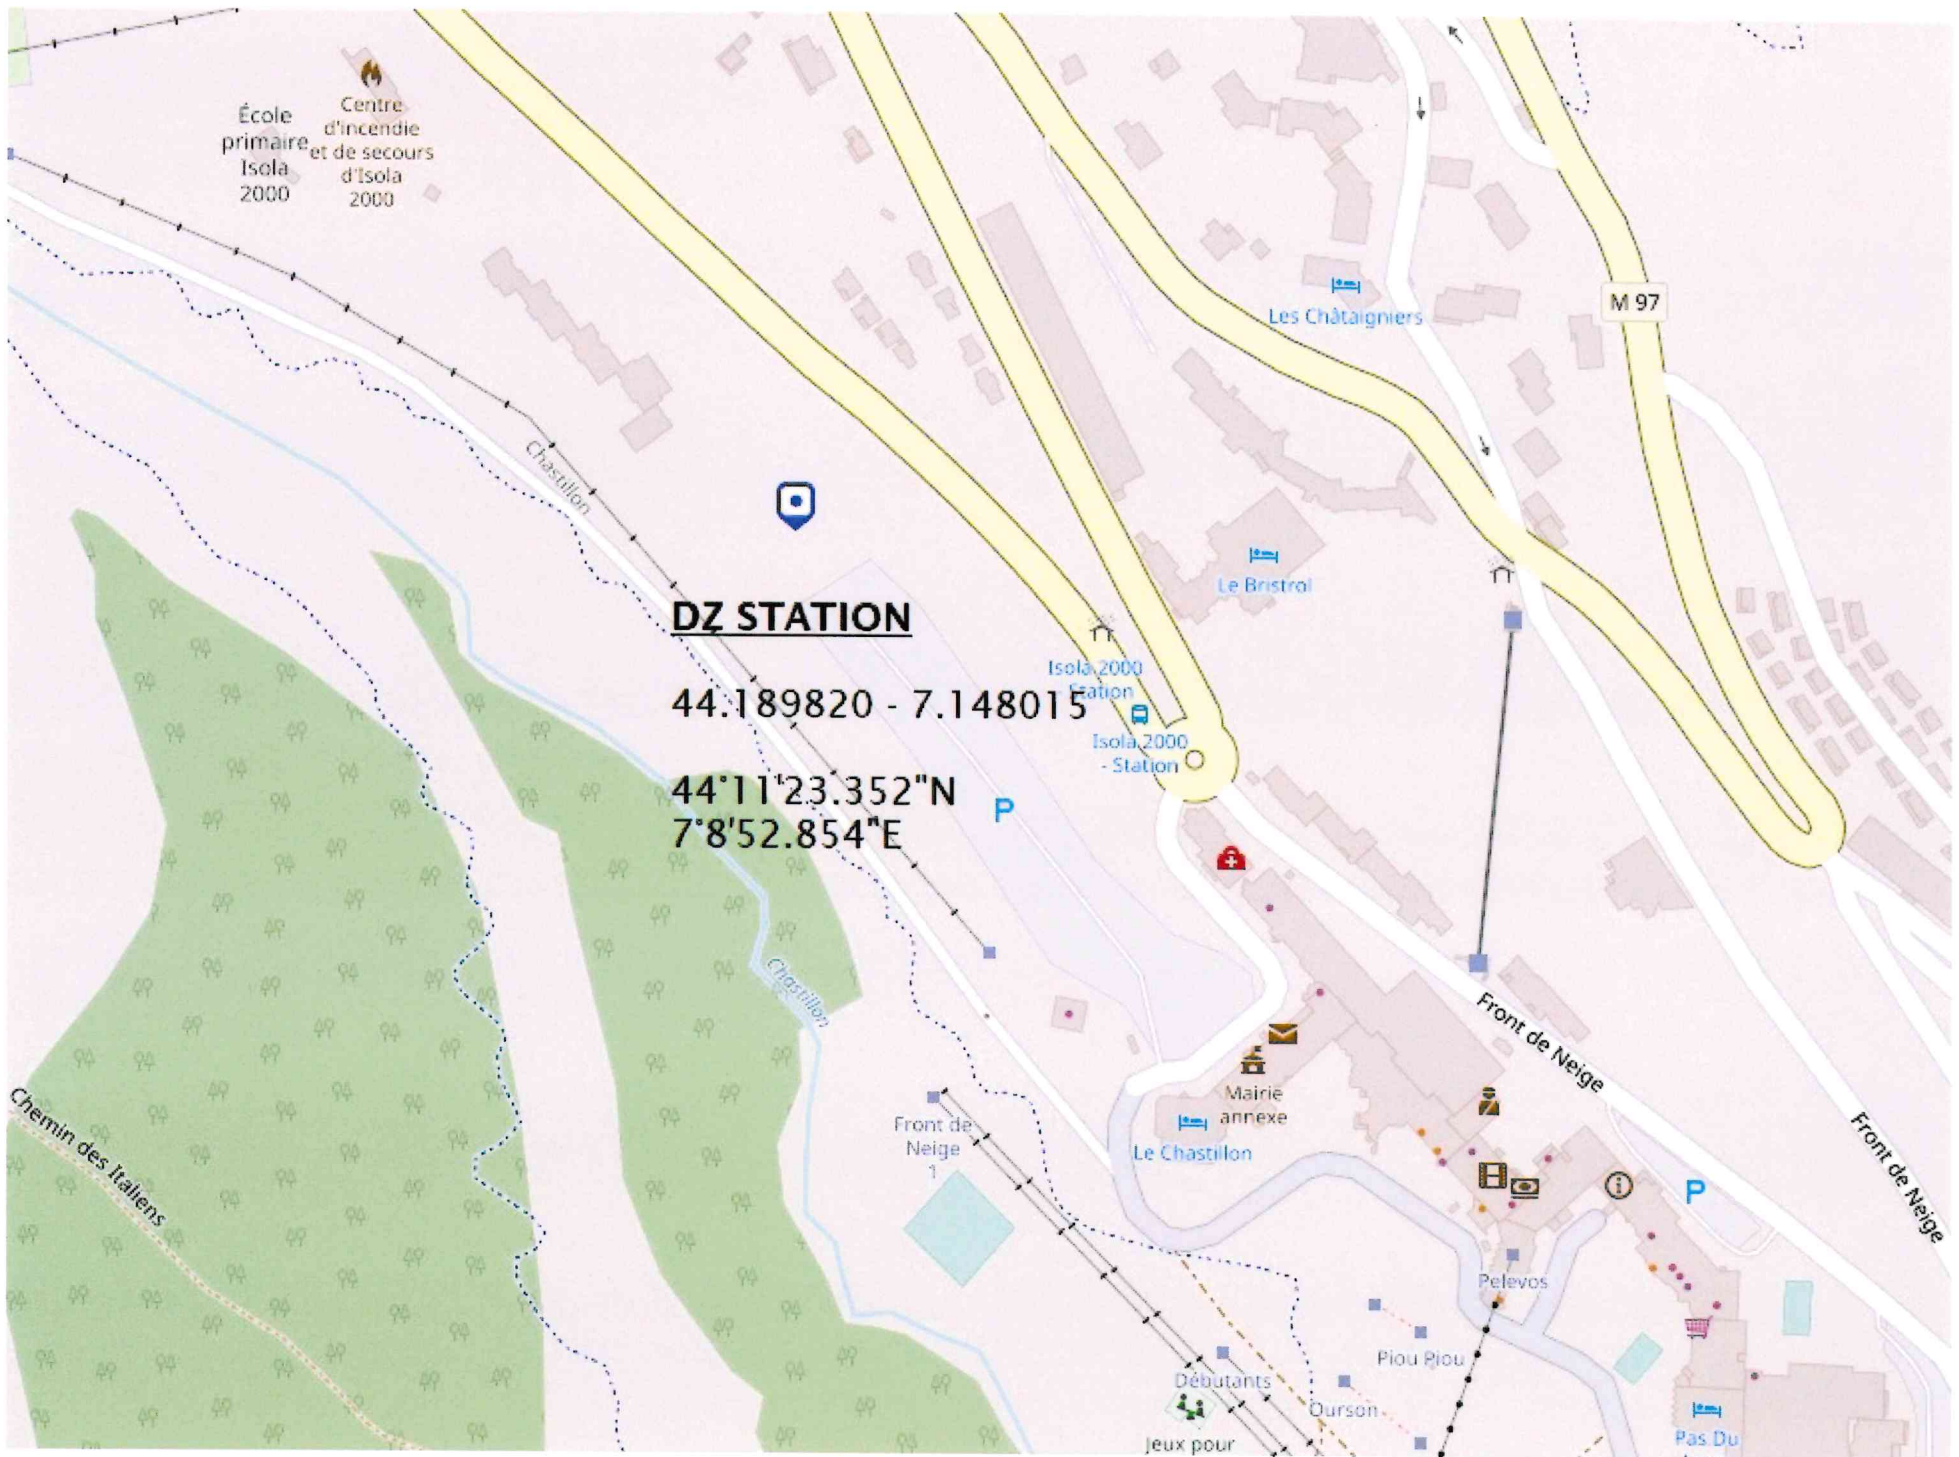 École
primaire
Isola
2000
Centre
d'incendie
et de secours
d'Isola
2000
M 97
Les Châtaigniers
Chastillon
Le Bristrol
DZ STATION
Isola 2000
Station
44.189820 - 7.148015
Isola 2000
- Station
44°11'23.352"N
7°8'52.854"E
P
Chastillon
Front de Neige
Mairie
annexe
Chemin des Italiens
Front de
Neige
1
Le Chastillon
P
Front de Neige
Pelevos
Piou Piou
Débutants
Ourson
Jeux pour
Pas Du